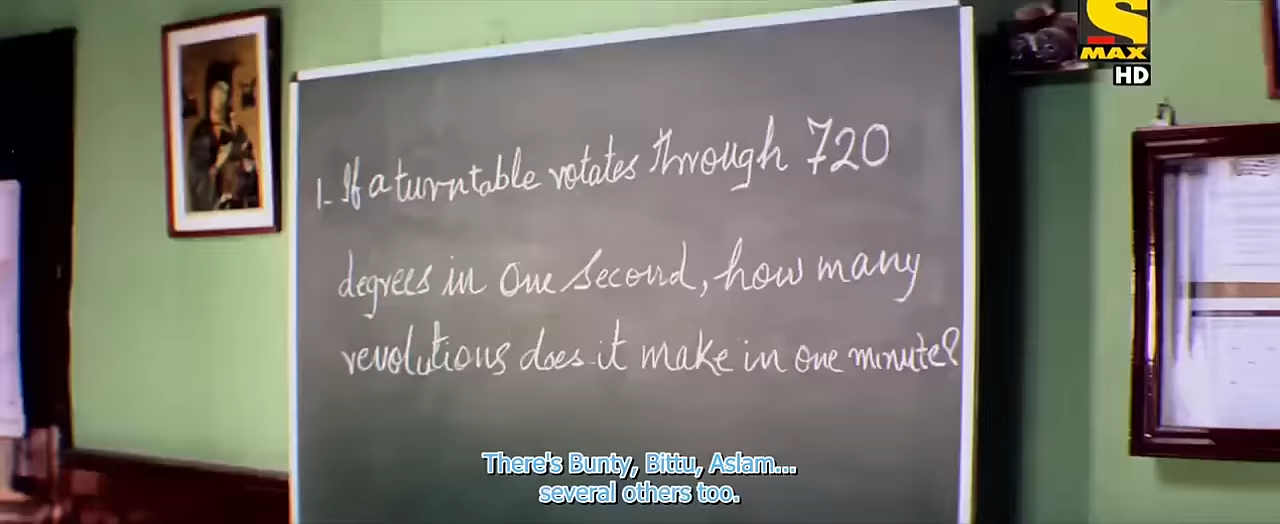 S
MAX
HD
1- If a turntable rotates through 720
degrees in one second, how many
revolutions does it make in one minute?
There's Bunty, Bittu, Aslam...
several others too.